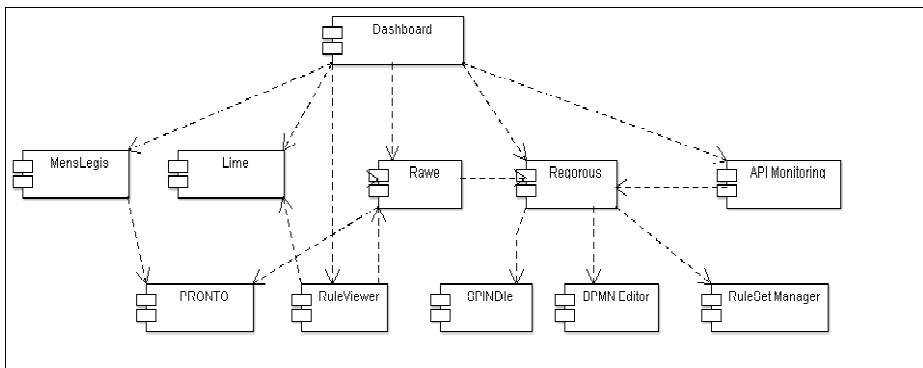 Dashboard
MensLegis
Lime
Rawe
Regorous
API Monitoring
PRONTO
RuleViewer
SPINDle
BPMN Editor
RuleSet Manager